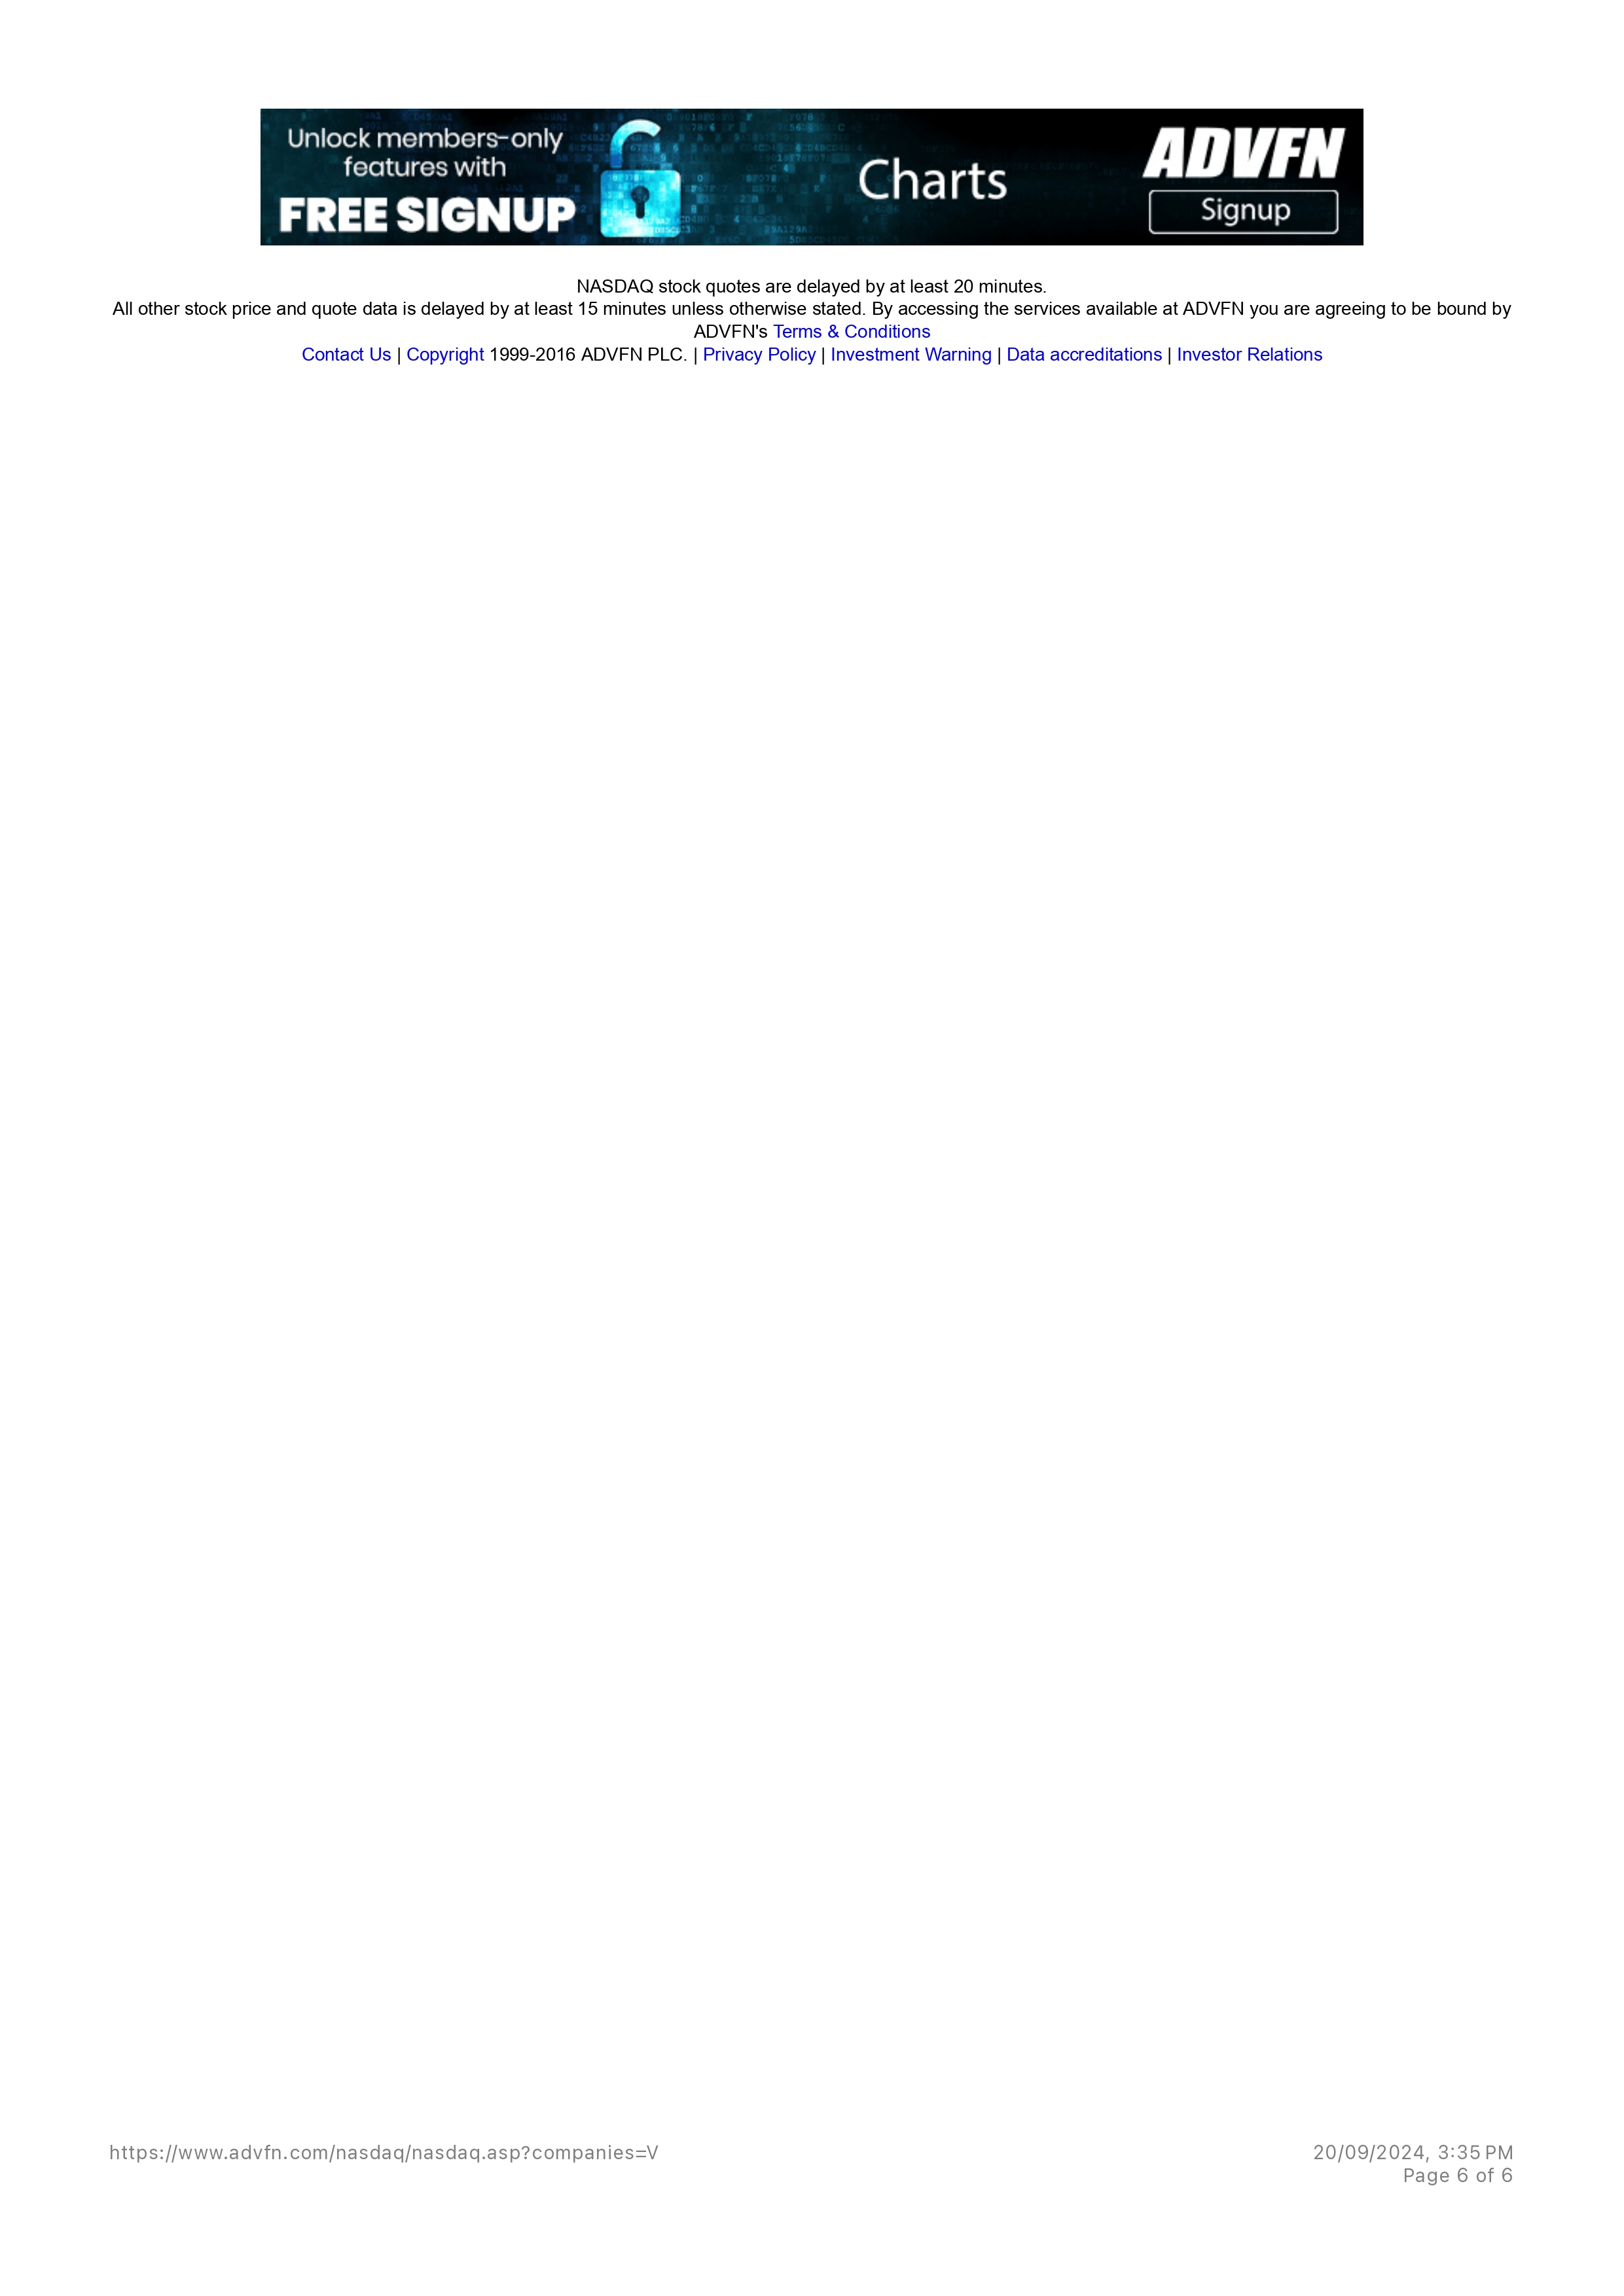 Unlock members-only
features with
FREE SIGNUP
Charts
ADVFN
Signup
NASDAQ stock quotes are delayed by at least 20 minutes.
All other stock price and quote data is delayed by at least 15 minutes unless otherwise stated. By accessing the services available at ADVFN you are agreeing to be bound by
ADVFN's Terms & Conditions
Contact Us | Copyright 1999-2016 ADVFN PLC. | Privacy Policy | Investment Warning | Data accreditations | Investor Relations
https://www.advfn.com/nasdaq/nasdaq.asp?companies=V
20/09/2024, 3:35 PM
Page 6 of 6